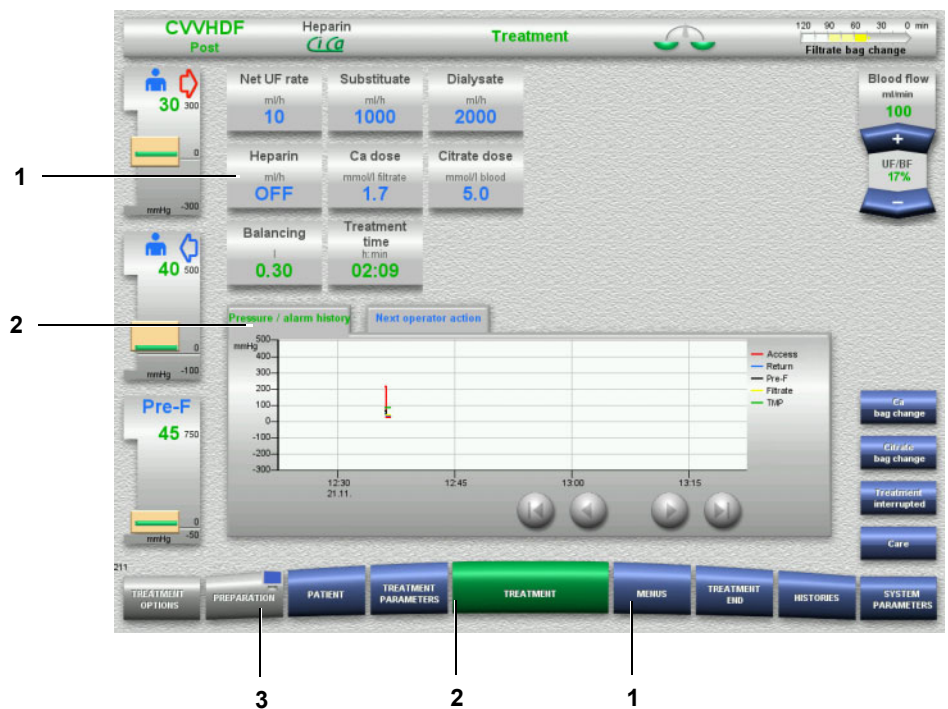 CVVHDF
Post
Heparin
CiCa
Treatment
120 90 60 30 0 min
Filtrate bag change
30
300
0
mmHg
-300
40
500
0
mmHg
-100
Pre-F
45
750
0
mmHg
-50
Net UF rate
ml/h
10
Substituate
ml/h
1000
Dialysate
ml/h
2000
Heparin
ml/h
OFF
Ca dose
mmol/l filtrate
1.7
Citrate dose
mmol/l blood
5.0
Balancing
l
0.30
Treatment
time
h:min
02:09
Blood flow
ml/min
100
+
UF/BF
17%
−
1
2
Pressure / alarm history
Next operator action
mmHg
500
400
300
200
100
0
-100
-200
-300
12:30
21.11.
12:45
13:00
13:15
Access
Return
Pre-F
Filtrate
TMP
Ca
bag change
Citrate
bag change
Treatment
interrupted
Care
211
TREATMENT
OPTIONS
PREPARATION
PATIENT
TREATMENT
PARAMETERS
TREATMENT
MENUS
TREATMENT
END
HISTORIES
SYSTEM
PARAMETERS
3
2
1